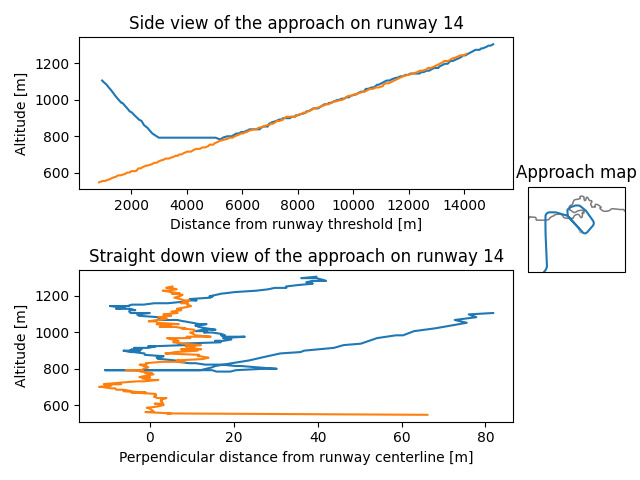 Side view of the approach on runway 14
Altitude [m]
1200
1000
800
600
2000 4000 6000 8000 10000 12000 14000
Distance from runway threshold [m]
Approach map
Straight down view of the approach on runway 14
Altitude [m]
1200
1000
800
600
0 20 40 60 80
Perpendicular distance from runway centerline [m]